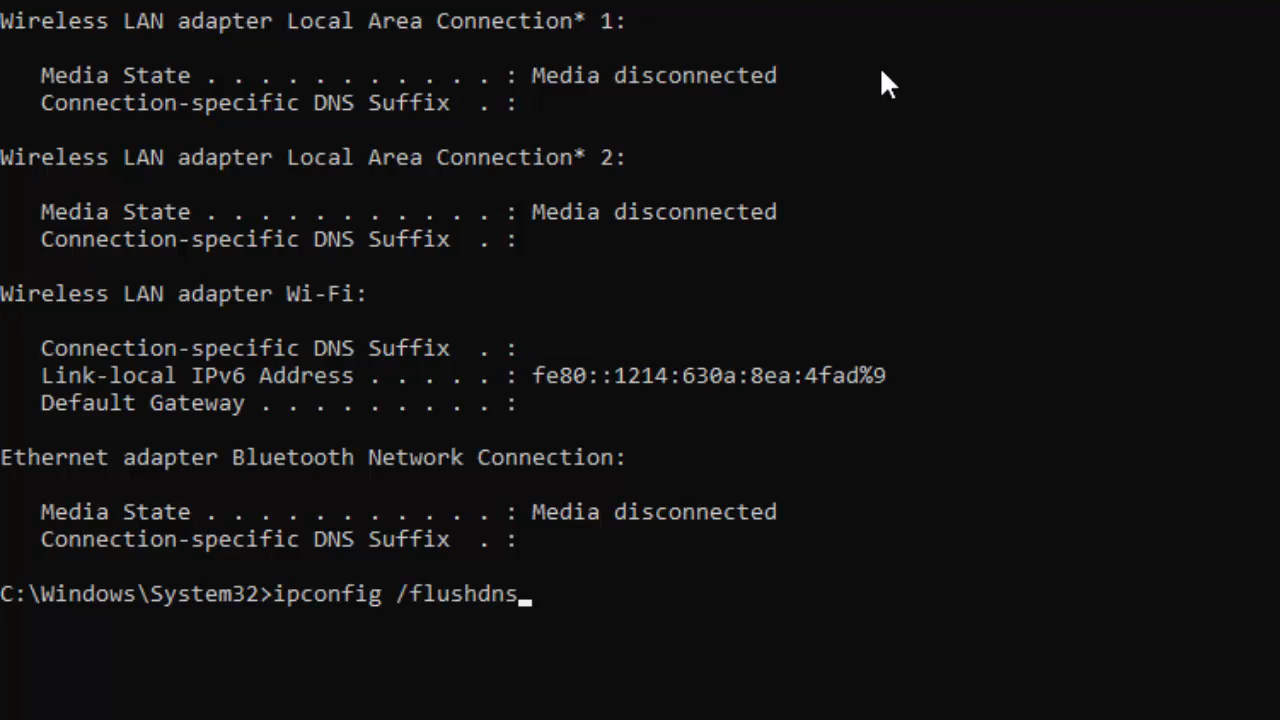 Wireless LAN adapter Local Area Connection* 1:
Media State . . . . . . . . . . . : Media disconnected
Connection-specific DNS Suffix  . :
Wireless LAN adapter Local Area Connection* 2:
Media State . . . . . . . . . . . : Media disconnected
Connection-specific DNS Suffix  . :
Wireless LAN adapter Wi-Fi:
Connection-specific DNS Suffix  . :
Link-local IPv6 Address . . . . . : fe80::1214:630a:8ea:4fad%9
Default Gateway . . . . . . . . . :
Ethernet adapter Bluetooth Network Connection:
Media State . . . . . . . . . . . : Media disconnected
Connection-specific DNS Suffix  . :
C:\Windows\System32>ipconfig /flushdns